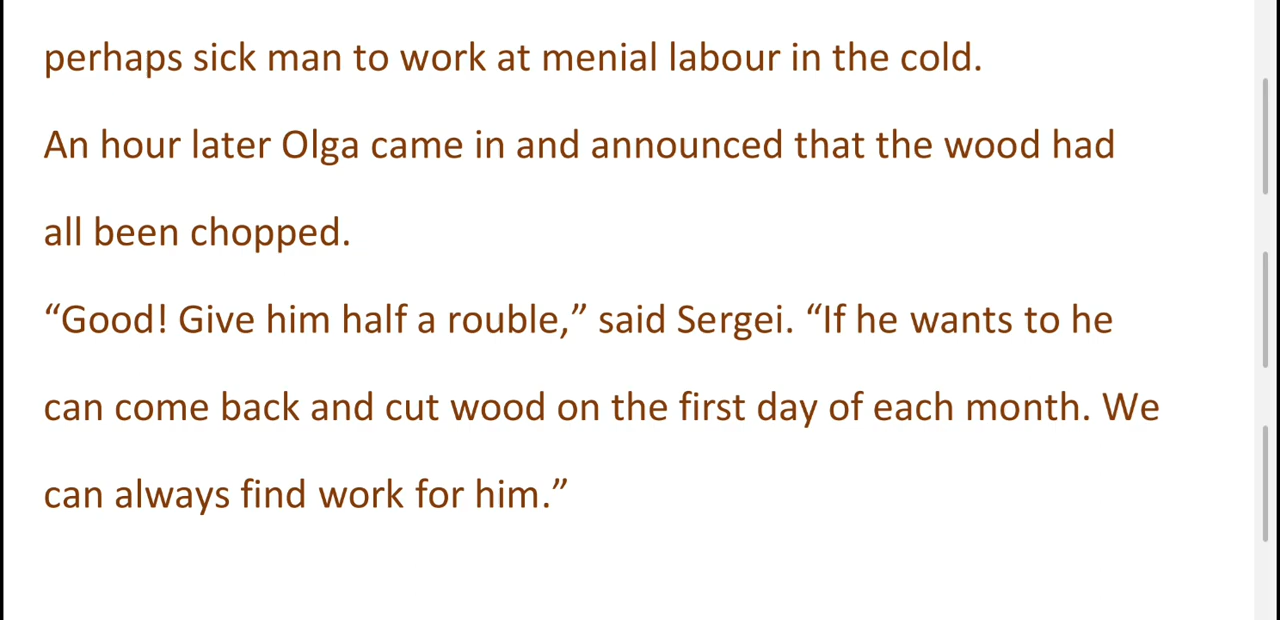 perhaps sick man to work at menial labour in the cold.
An hour later Olga came in and announced that the wood had
all been chopped.
“Good! Give him half a rouble,” said Sergei. “If he wants to he
can come back and cut wood on the first day of each month. We
can always find work for him.”